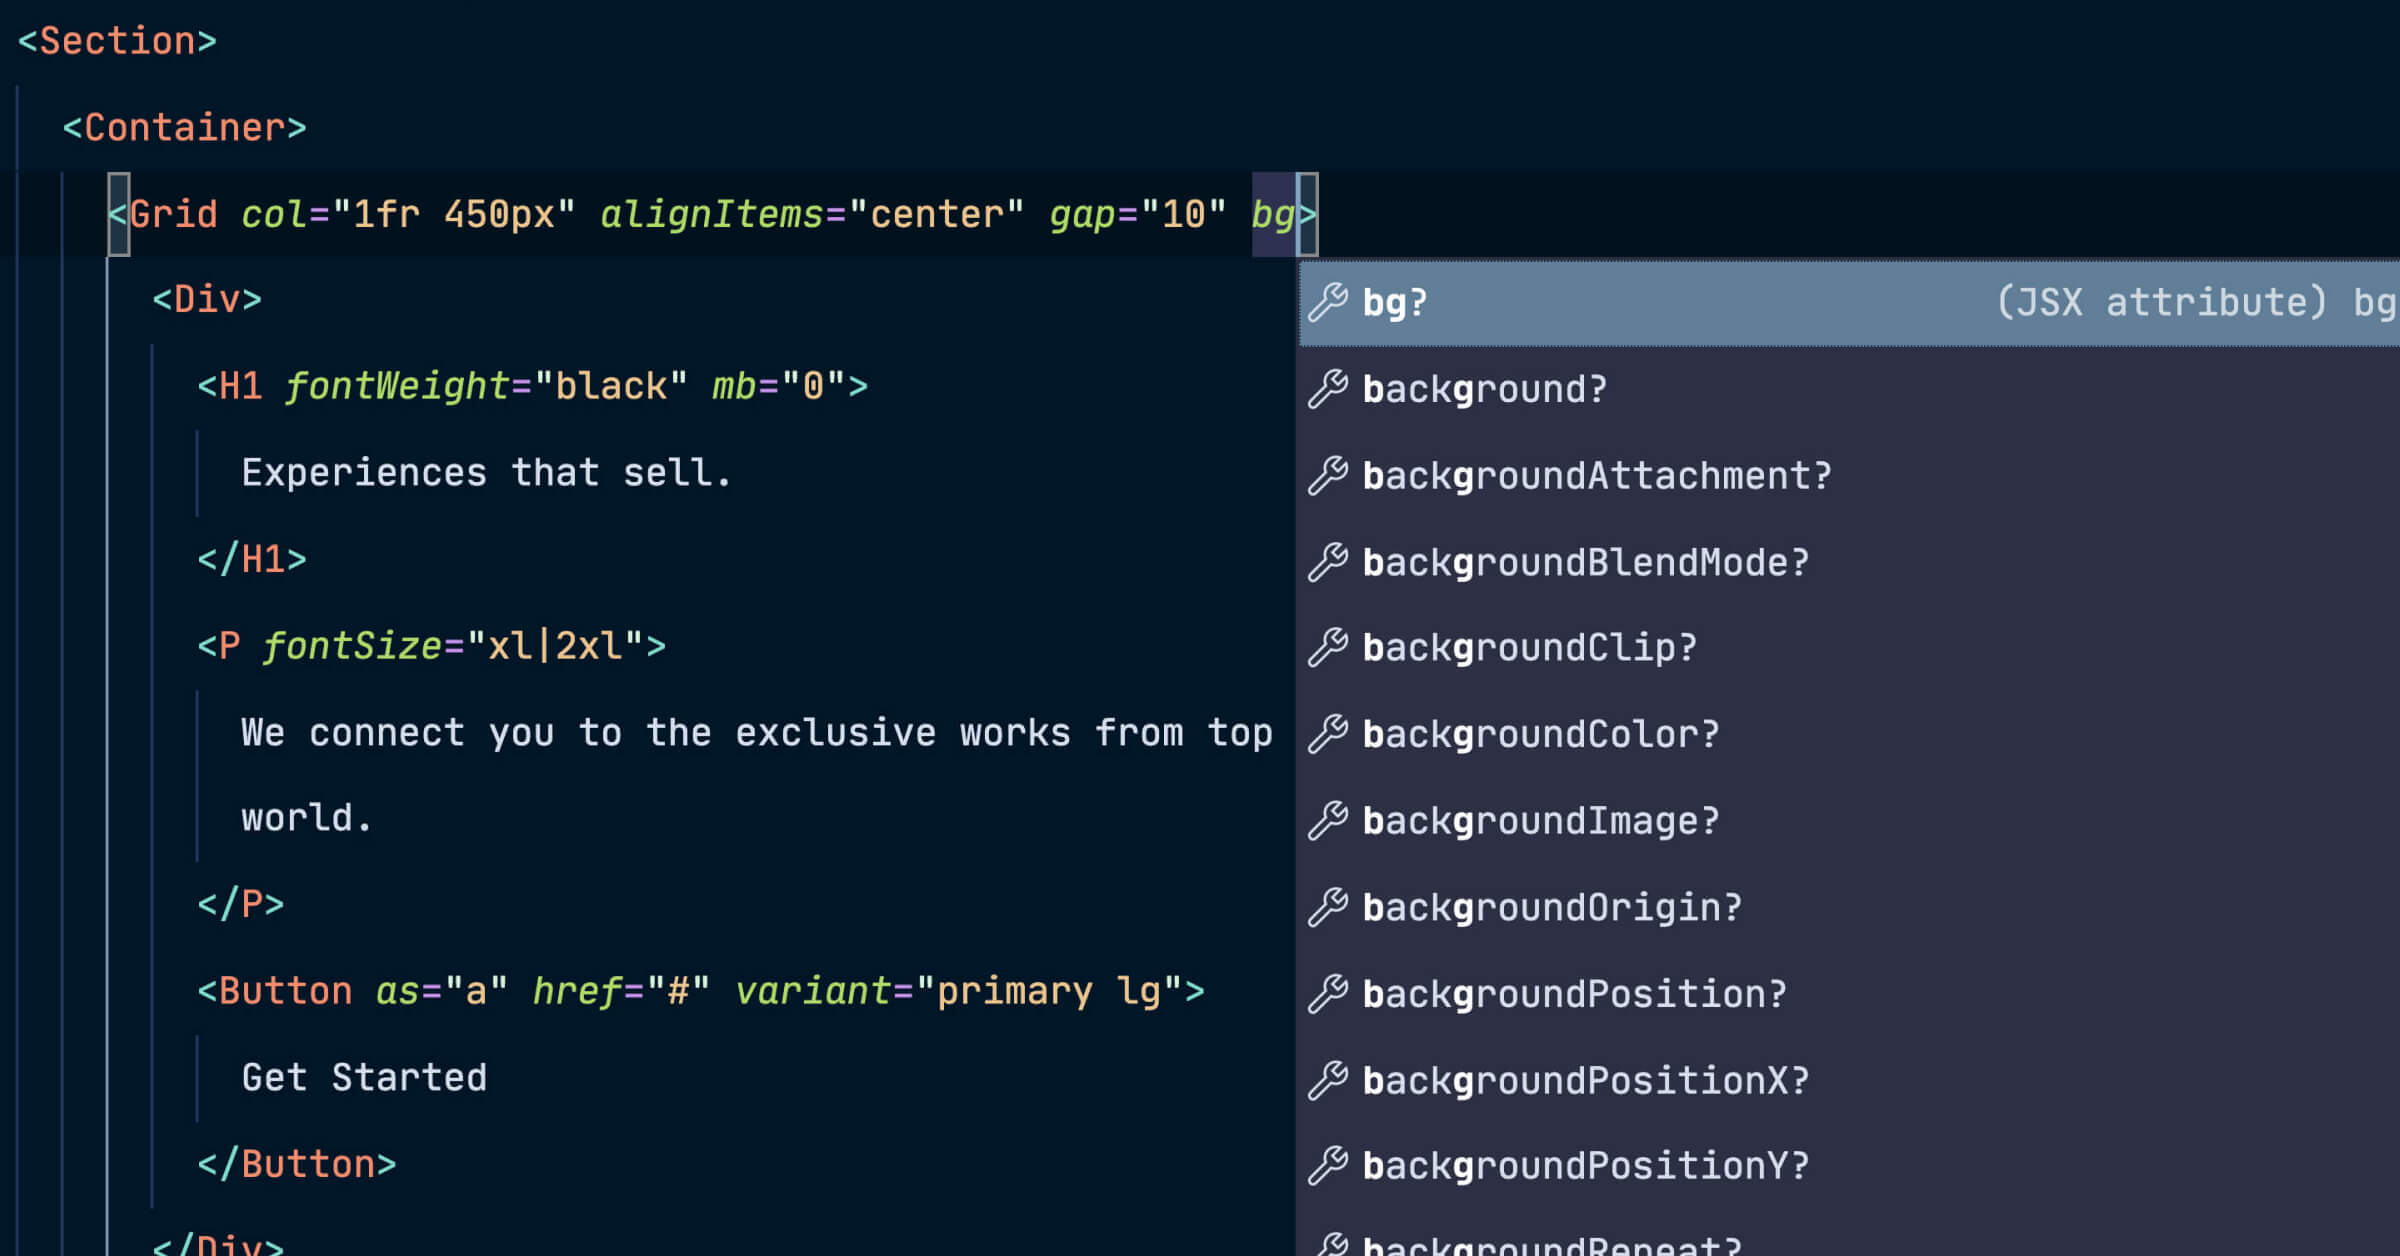 <Section>
<Container>
<Grid col="1fr 450px" alignItems="center" gap="10" bg>
<Div>
<H1 fontWeight="black" mb="0">
Experiences that sell.
</H1>
<P fontSize="xl|2xl">
We connect you to the exclusive works from top
world.
</P>
<Button as="a" href="#" variant="primary lg">
Get Started
</Button>
</Div>
bg? (JSX attribute) bg
background?
backgroundAttachment?
backgroundBlendMode?
backgroundClip?
backgroundColor?
backgroundImage?
backgroundOrigin?
backgroundPosition?
backgroundPositionX?
backgroundPositionY?
backgroundRepeat?